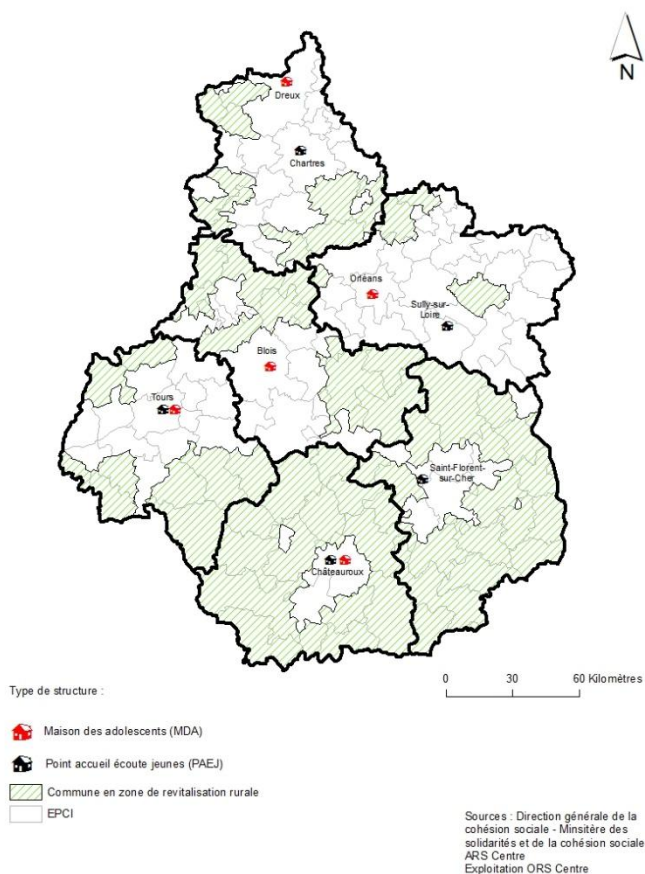 N
Dreux
Chartres
Orléans
Sully-sur-
Loire
Blois
Tours
Saint-Florent-
sur-Cher
Châteauroux
0 30 60 Kilomètres
Type de structure :
Maison des adolescents (MDA)
Point accueil écoute jeunes (PAEJ)
Commune en zone de revitalisation rurale
EPCI
Sources : Direction générale de la
cohésion sociale - Minsitère des
solidarités et de la cohésion sociale
ARS Centre
Exploitation ORS Centre